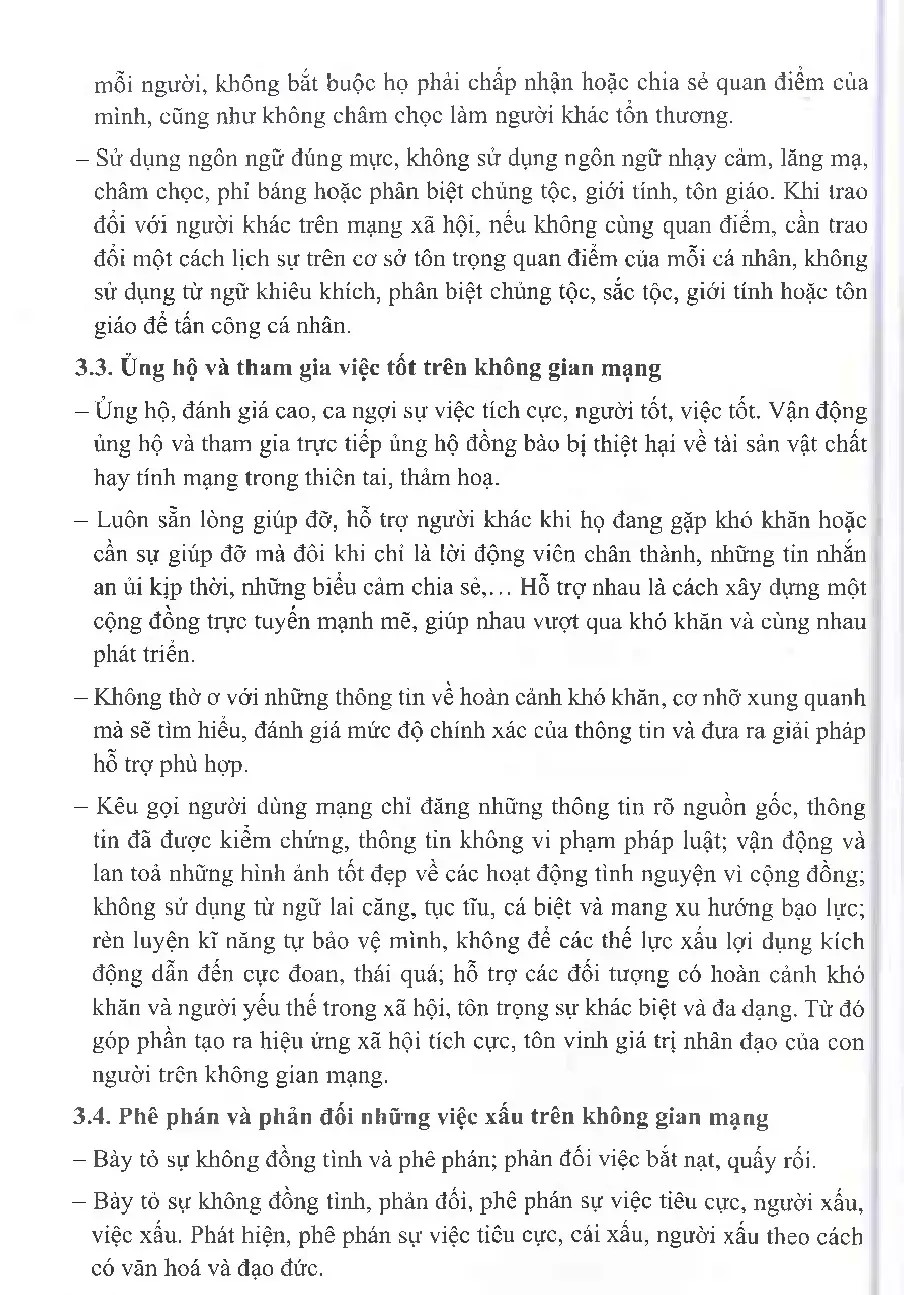 mỗi người, không bắt buộc họ phải chấp nhận hoặc chia sẻ quan điểm của
mình, cũng như không châm chọc làm người khác tổn thương.
– Sử dụng ngôn ngữ đúng mực, không sử dụng ngôn ngữ nhạy cảm, lăng mạ,
châm chọc, phỉ báng hoặc phân biệt chủng tộc, giới tính, tôn giáo. Khi trao
đổi với người khác trên mạng xã hội, nếu không cùng quan điểm, cần trao
đổi một cách lịch sự trên cơ sở tôn trọng quan điểm của mỗi cá nhân, không
sử dụng từ ngữ khiêu khích, phân biệt chủng tộc, sắc tộc, giới tính hoặc tôn
giáo để tấn công cá nhân.
3.3. Ủng hộ và tham gia việc tốt trên không gian mạng
– Ủng hộ, đánh giá cao, ca ngợi sự việc tích cực, người tốt, việc tốt. Vận động
ủng hộ và tham gia trực tiếp ủng hộ đồng bào bị thiệt hại về tài sản vật chất
hay tính mạng trong thiên tai, thảm hoạ.
– Luôn sẵn lòng giúp đỡ, hỗ trợ người khác khi họ đang gặp khó khăn hoặc
cần sự giúp đỡ mà đôi khi chỉ là lời động viên chân thành, những tin nhắn
an ủi kịp thời, những biểu cảm chia sẻ,... Hỗ trợ nhau là cách xây dựng một
cộng đồng trực tuyến mạnh mẽ, giúp nhau vượt qua khó khăn và cùng nhau
phát triển.
– Không thờ ơ với những thông tin về hoàn cảnh khó khăn, cơ nhỡ xung quanh
mà sẽ tìm hiểu, đánh giá mức độ chính xác của thông tin và đưa ra giải pháp
hỗ trợ phù hợp.
– Kêu gọi người dùng mạng chỉ đăng những thông tin rõ nguồn gốc, thông
tin đã được kiểm chứng, thông tin không vi phạm pháp luật; vận động và
lan toả những hình ảnh tốt đẹp về các hoạt động tình nguyện vì cộng đồng;
không sử dụng từ ngữ lai căng, tục tĩu, cá biệt và mang xu hướng bạo lực;
rèn luyện kĩ năng tự bảo vệ mình, không để các thế lực xấu lợi dụng kích
động dẫn đến cực đoan, thái quá; hỗ trợ các đối tượng có hoàn cảnh khó
khăn và người yếu thế trong xã hội, tôn trọng sự khác biệt và đa dạng. Từ đó
góp phần tạo ra hiệu ứng xã hội tích cực, tôn vinh giá trị nhân đạo của con
người trên không gian mạng.
3.4. Phê phán và phản đối những việc xấu trên không gian mạng
– Bày tỏ sự không đồng tình và phê phán; phản đối việc bắt nạt, quấy rối.
– Bày tỏ sự không đồng tình, phản đối, phê phán sự việc tiêu cực, người xấu,
việc xấu. Phát hiện, phê phán sự việc tiêu cực, cái xấu, người xấu theo cách
có văn hoá và đạo đức.